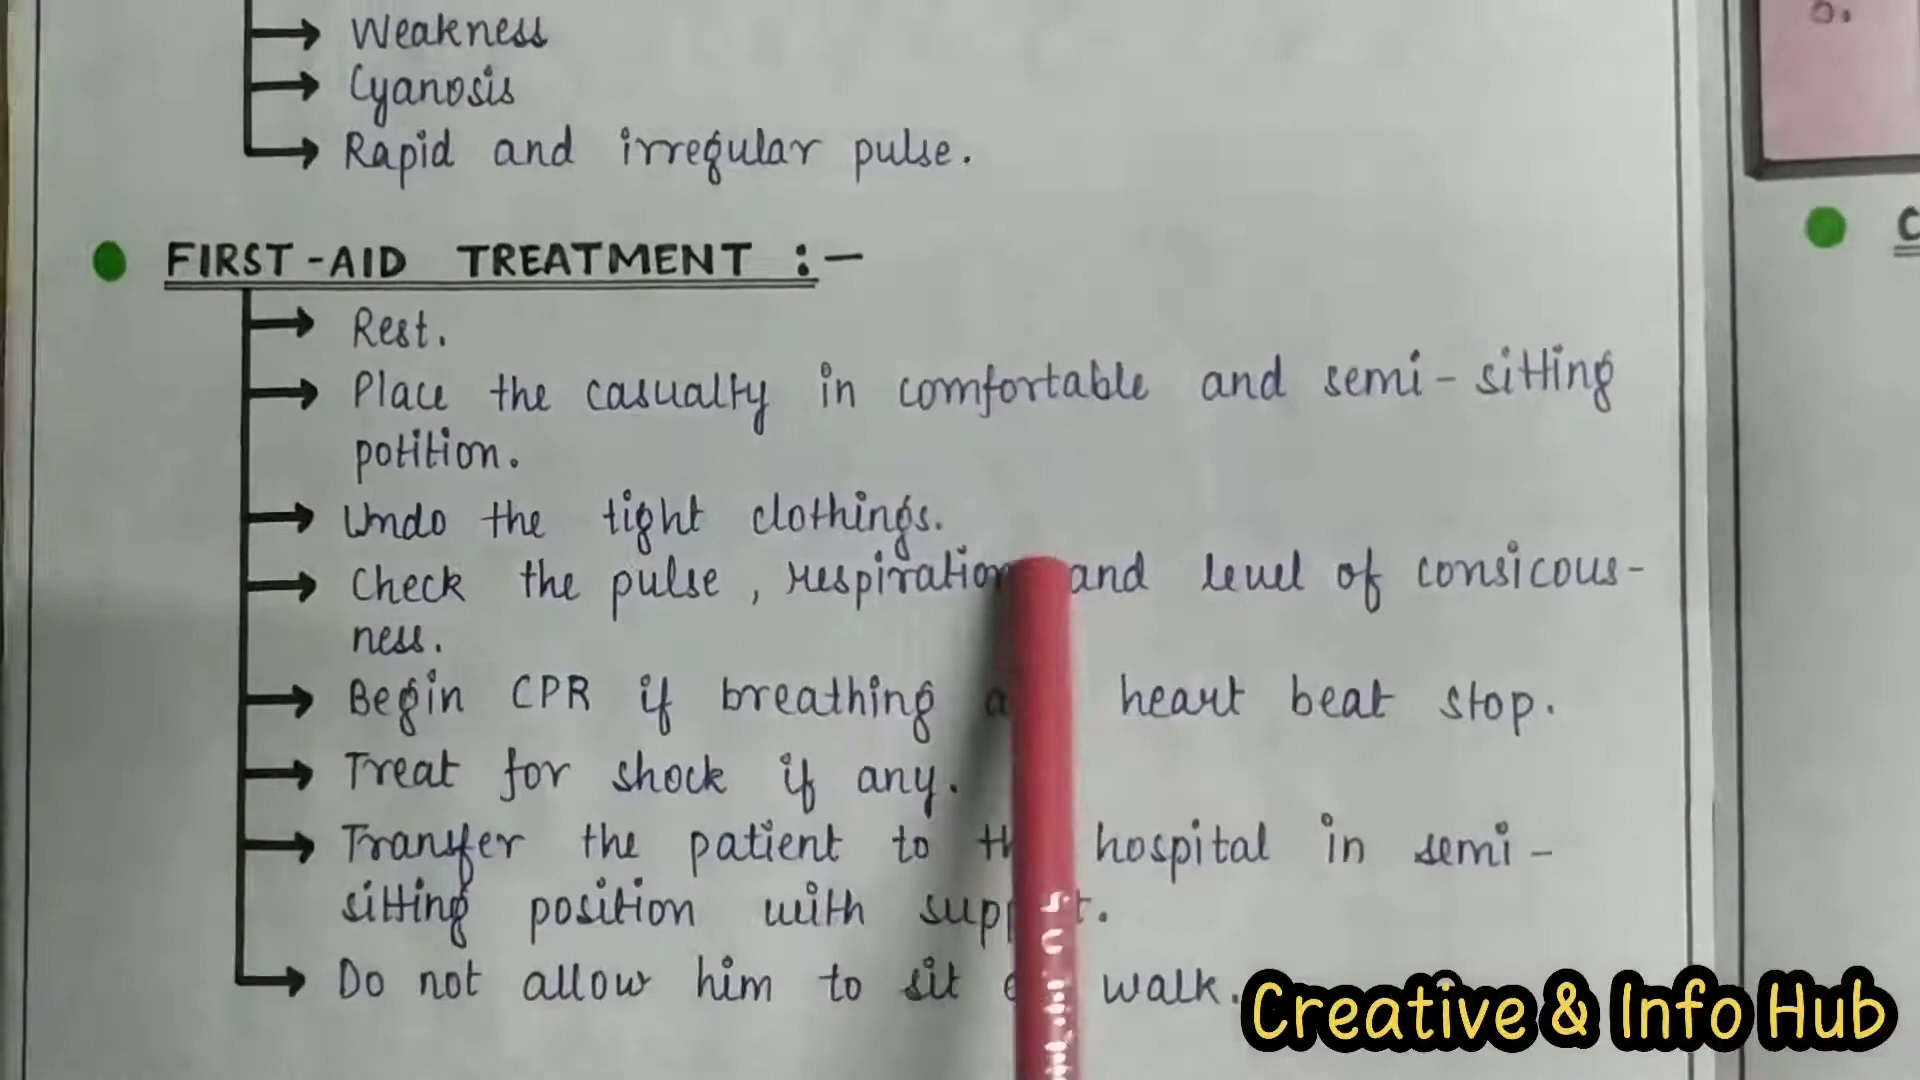 Weakness
Cyanosis
Rapid and irregular pulse.
FIRST-AID TREATMENT :-
Rest.
Place the casualty in comfortable and semi-sitting
potition.
Undo the tight clothings.
Check the pulse, respiration and level of consicous-
ness.
Begin CPR if breathing heart beat stop.
Treat for shock if any.
Transfer the patient to hospital in semi-
sitting position with
Do not allow him to sit walk.
Creative & Info Hub